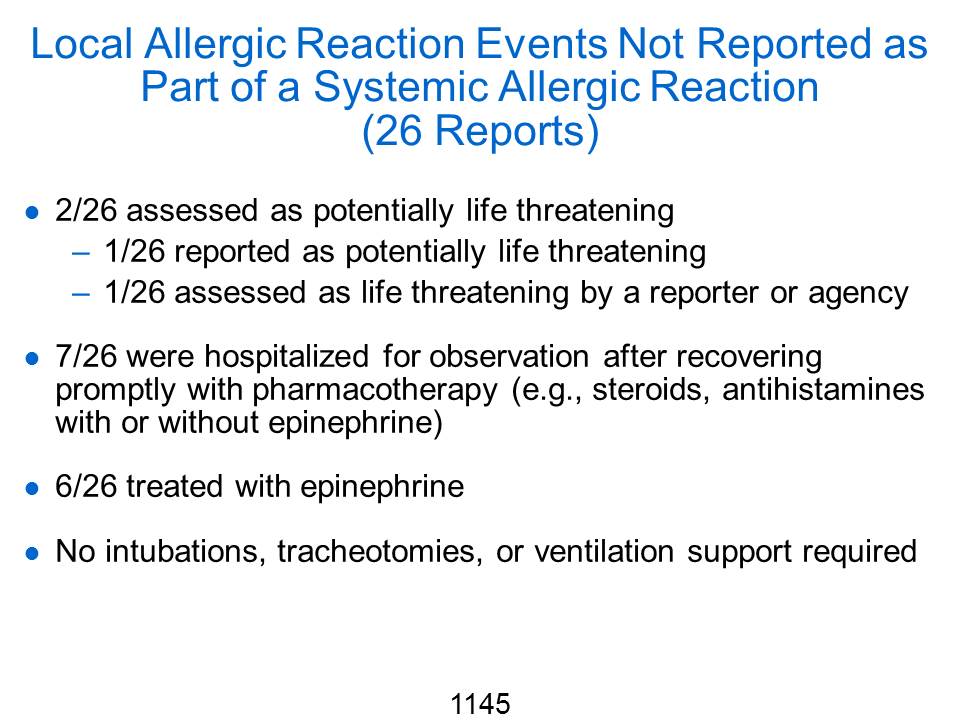 Local Allergic Reaction Events Not Reported as
Part of a Systemic Allergic Reaction
(26 Reports)
● 2/26 assessed as potentially life threatening
– 1/26 reported as potentially life threatening
– 1/26 assessed as life threatening by a reporter or agency
● 7/26 were hospitalized for observation after recovering
promptly with pharmacotherapy (e.g., steroids, antihistamines
with or without epinephrine)
● 6/26 treated with epinephrine
● No intubations, tracheotomies, or ventilation support required
1145